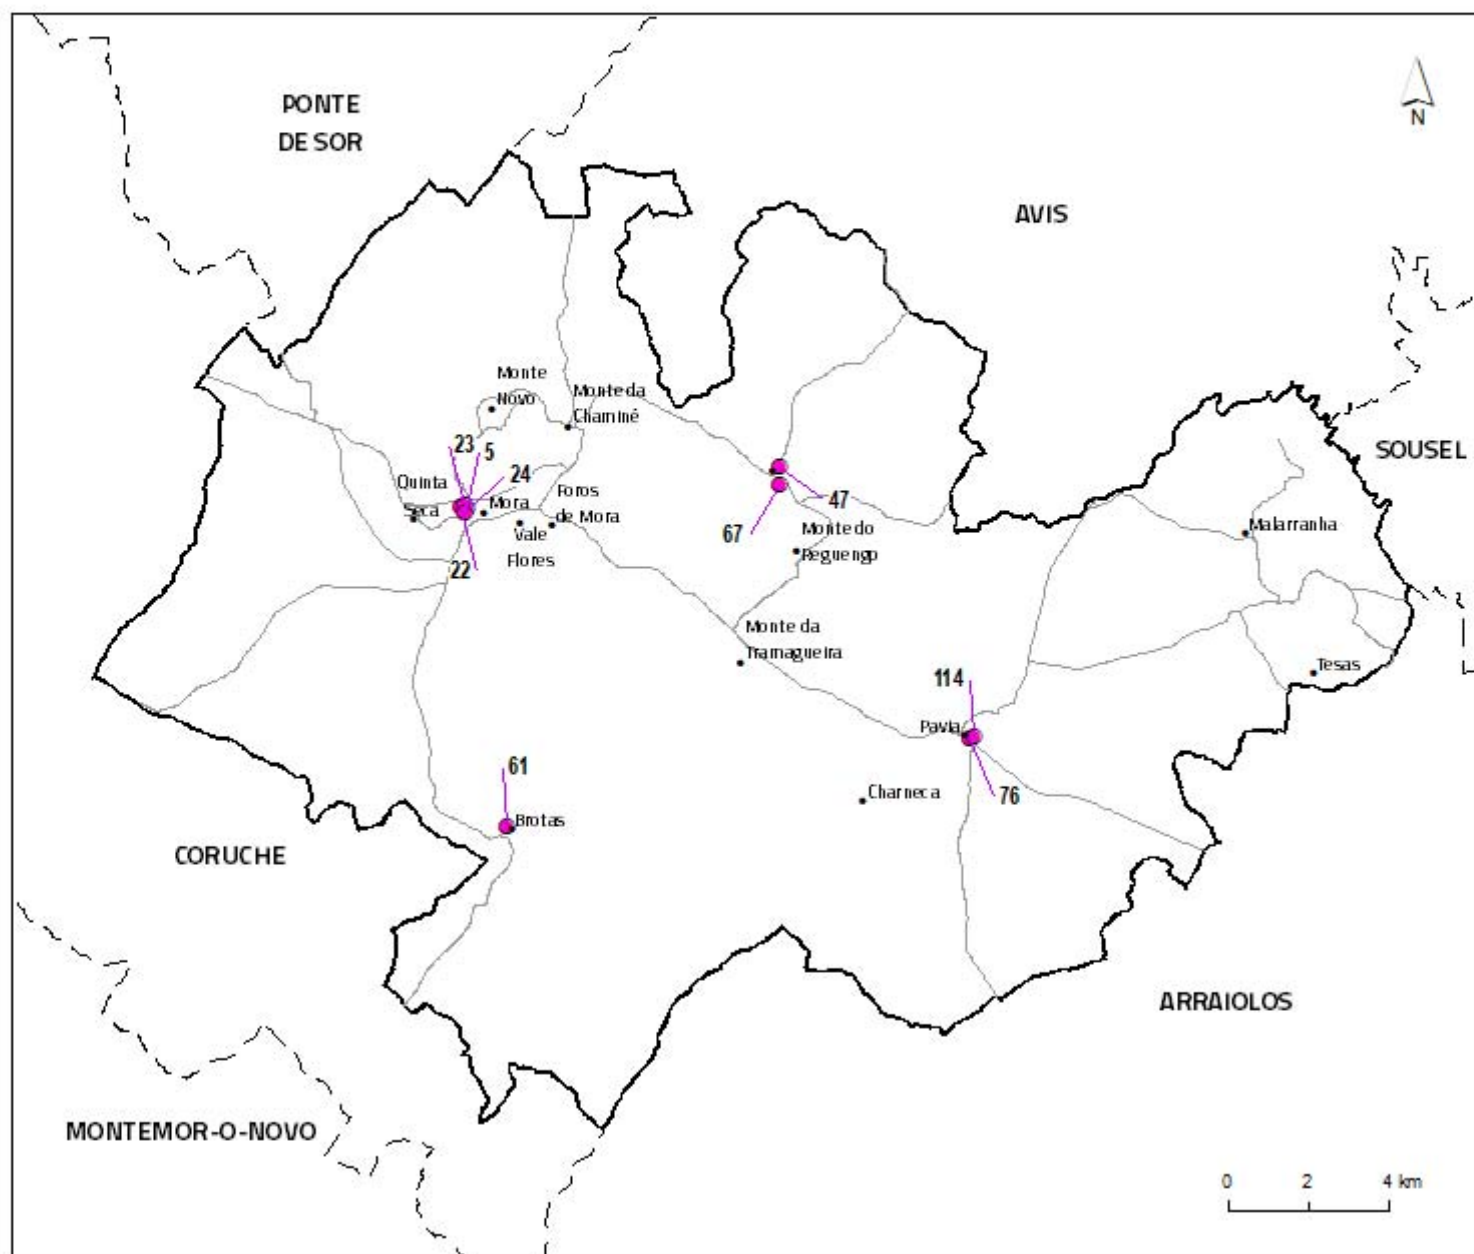 PONTE
DE SOR
N
AVIS
SOUSEL
Monte
Novo
Monte da
Chaminé
23
5
24
Quinta
Seca
Mora
Foros
de Mora
Vale
Flores
22
47
67
Monte do
Reguengo
Malarranha
Monte da
Tramagueira
Tesas
114
Pavia
76
61
Brotas
Charneca
CORUCHE
ARRAIOLOS
MONTEMOR-O-NOVO
0 2 4 km